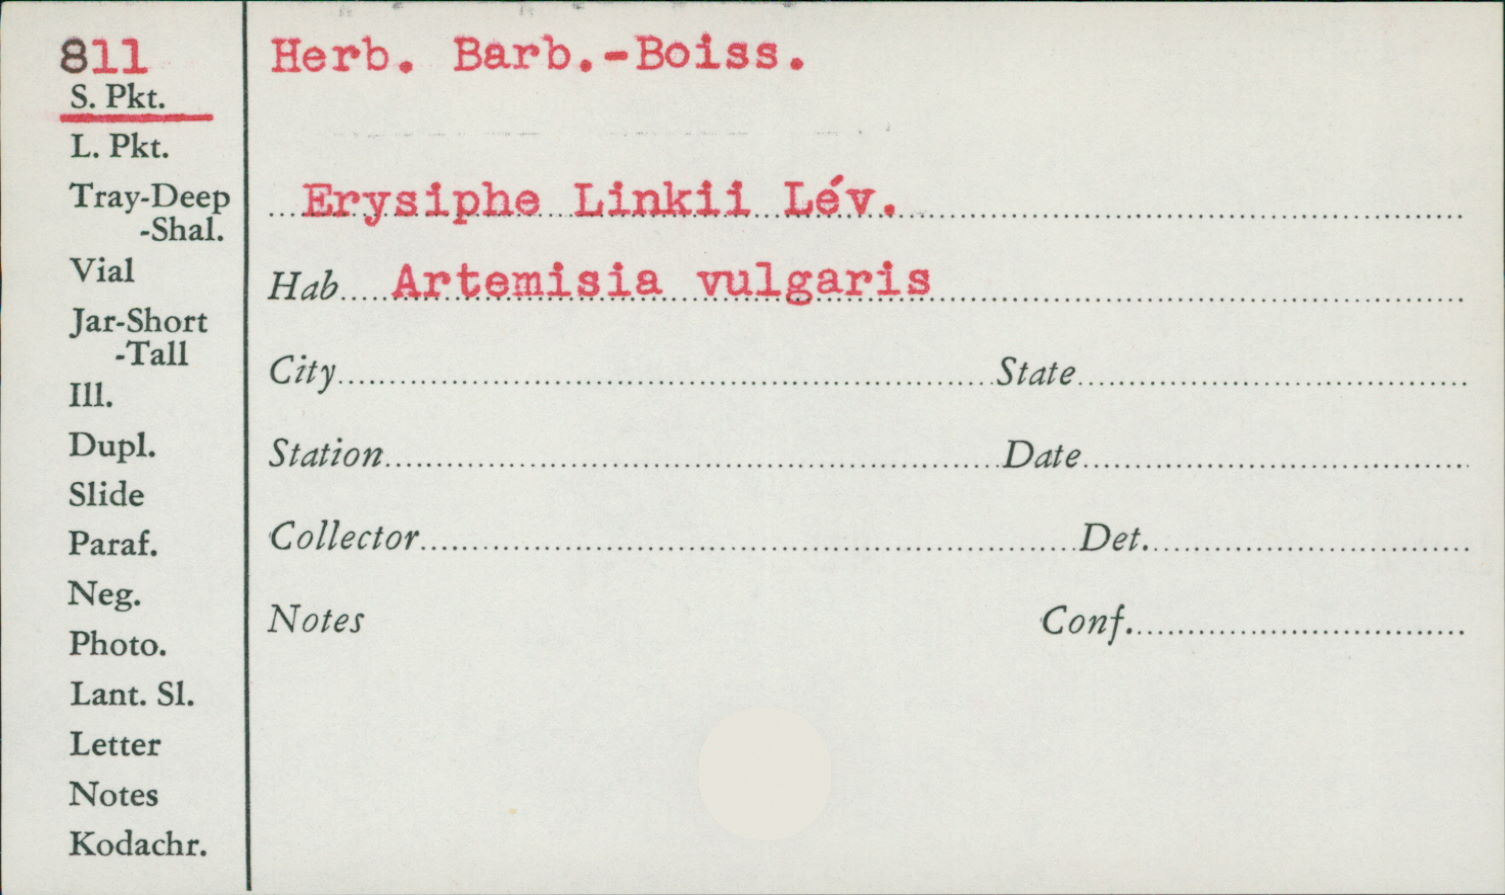 811
S. Pkt.
L. Pkt.
Tray-Deep
-Shal.
Vial
Jar-Short
-Tall
Ill.
Dupl.
Slide
Paraf.
Neg.
Photo.
Lant. Sl.
Letter
Notes
Kodachr.
Herb. Barb.-Boiss.
Erysiphe Linkii Lév.
Hab. Artemisia vulgaris
City State
Station Date
Collector Det.
Notes Conf.